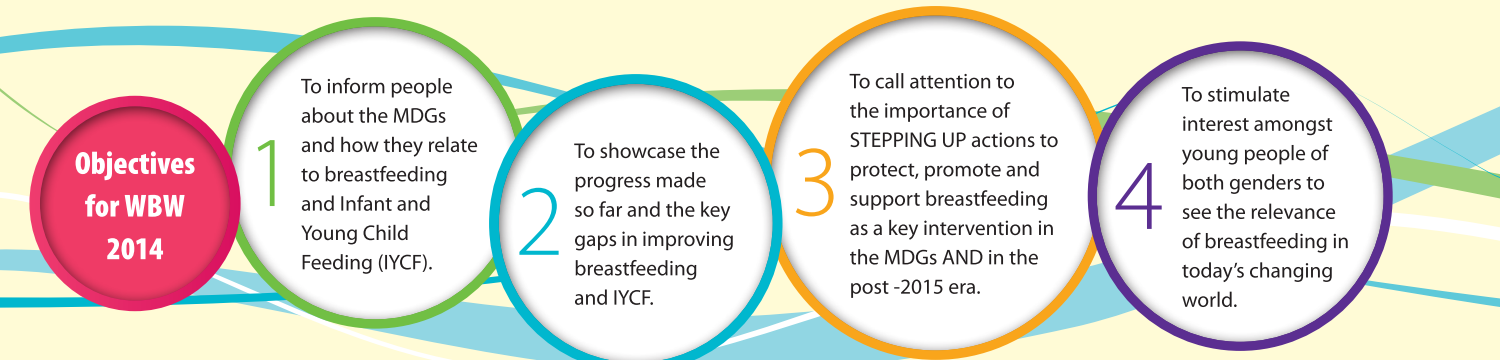 Objectives
for WBW
2014
1
To inform people
about the MDGs
and how they relate
to breastfeeding
and Infant and
Young Child
Feeding (IYCF).
2
To showcase the
progress made
so far and the key
gaps in improving
breastfeeding
and IYCF.
3
To call attention to
the importance of
STEPPING UP actions to
protect, promote and
support breastfeeding
as a key intervention in
the MDGs AND in the
post -2015 era.
4
To stimulate
interest amongst
young people of
both genders to
see the relevance
of breastfeeding in
today’s changing
world.